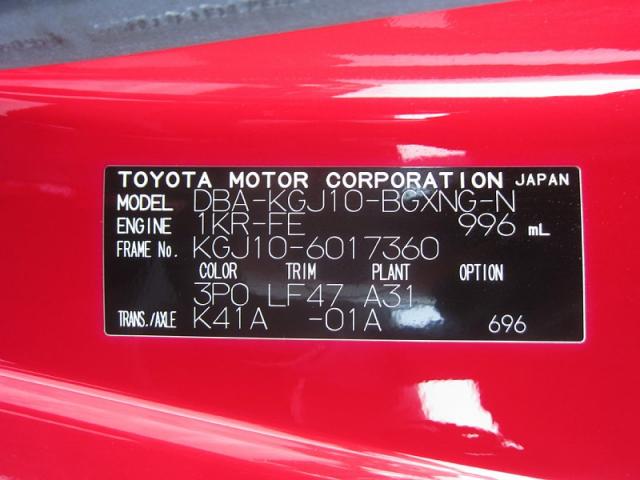 TOYOTA MOTOR CORPORATION JAPAN
MODEL DBA-KGJ10-BGXNG-N
ENGINE 1KR-FE 996 mL
FRAME No. KGJ10-6017360
COLOR TRIM PLANT OPTION
3P0 LF47 A31
TRANS./AXLE K41A -01A 696